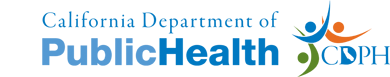 California Department of
PublicHealth
CDPH